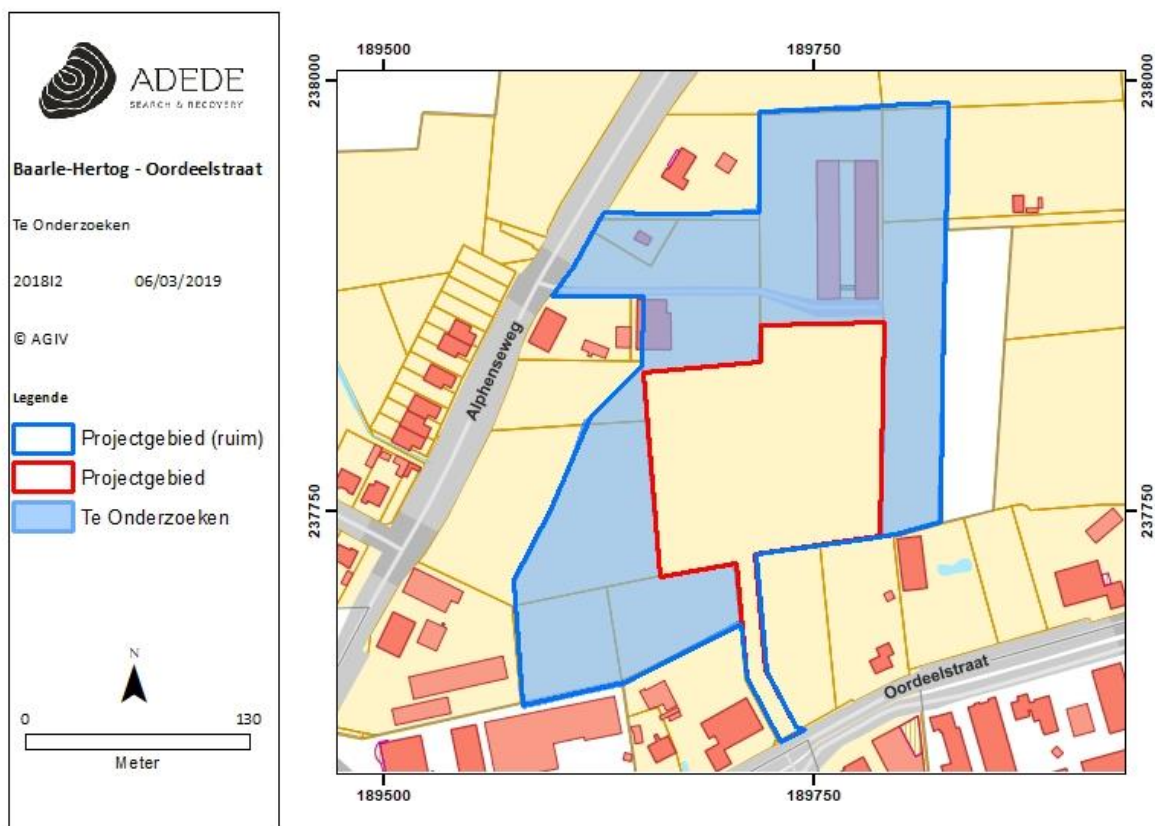 ADEDE
SEARCH & RECOVERY
Baarle-Hertog - Oordeelstraat
Te Onderzoeken
2018I2 06/03/2019
© AGIV
Legende
Projectgebied (ruim)
Projectgebied
Te Onderzoeken
N
0 130
Meter
189500 189750
238000 238000
Alphenseweg
237750 237750
Oordeelstraat
189500 189750